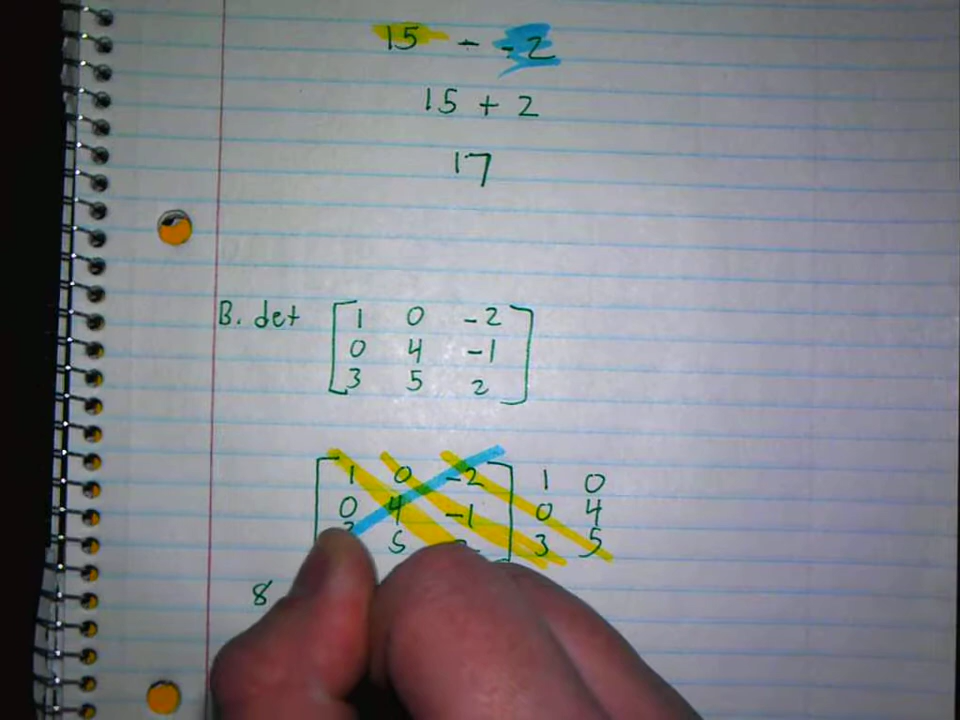 15 - -2
15 + 2
17
B. det [1 0 -2]
0 4 -1
3 5 2
1 0 -2 1 0
0 4 -1 0 4
5 3 5
8